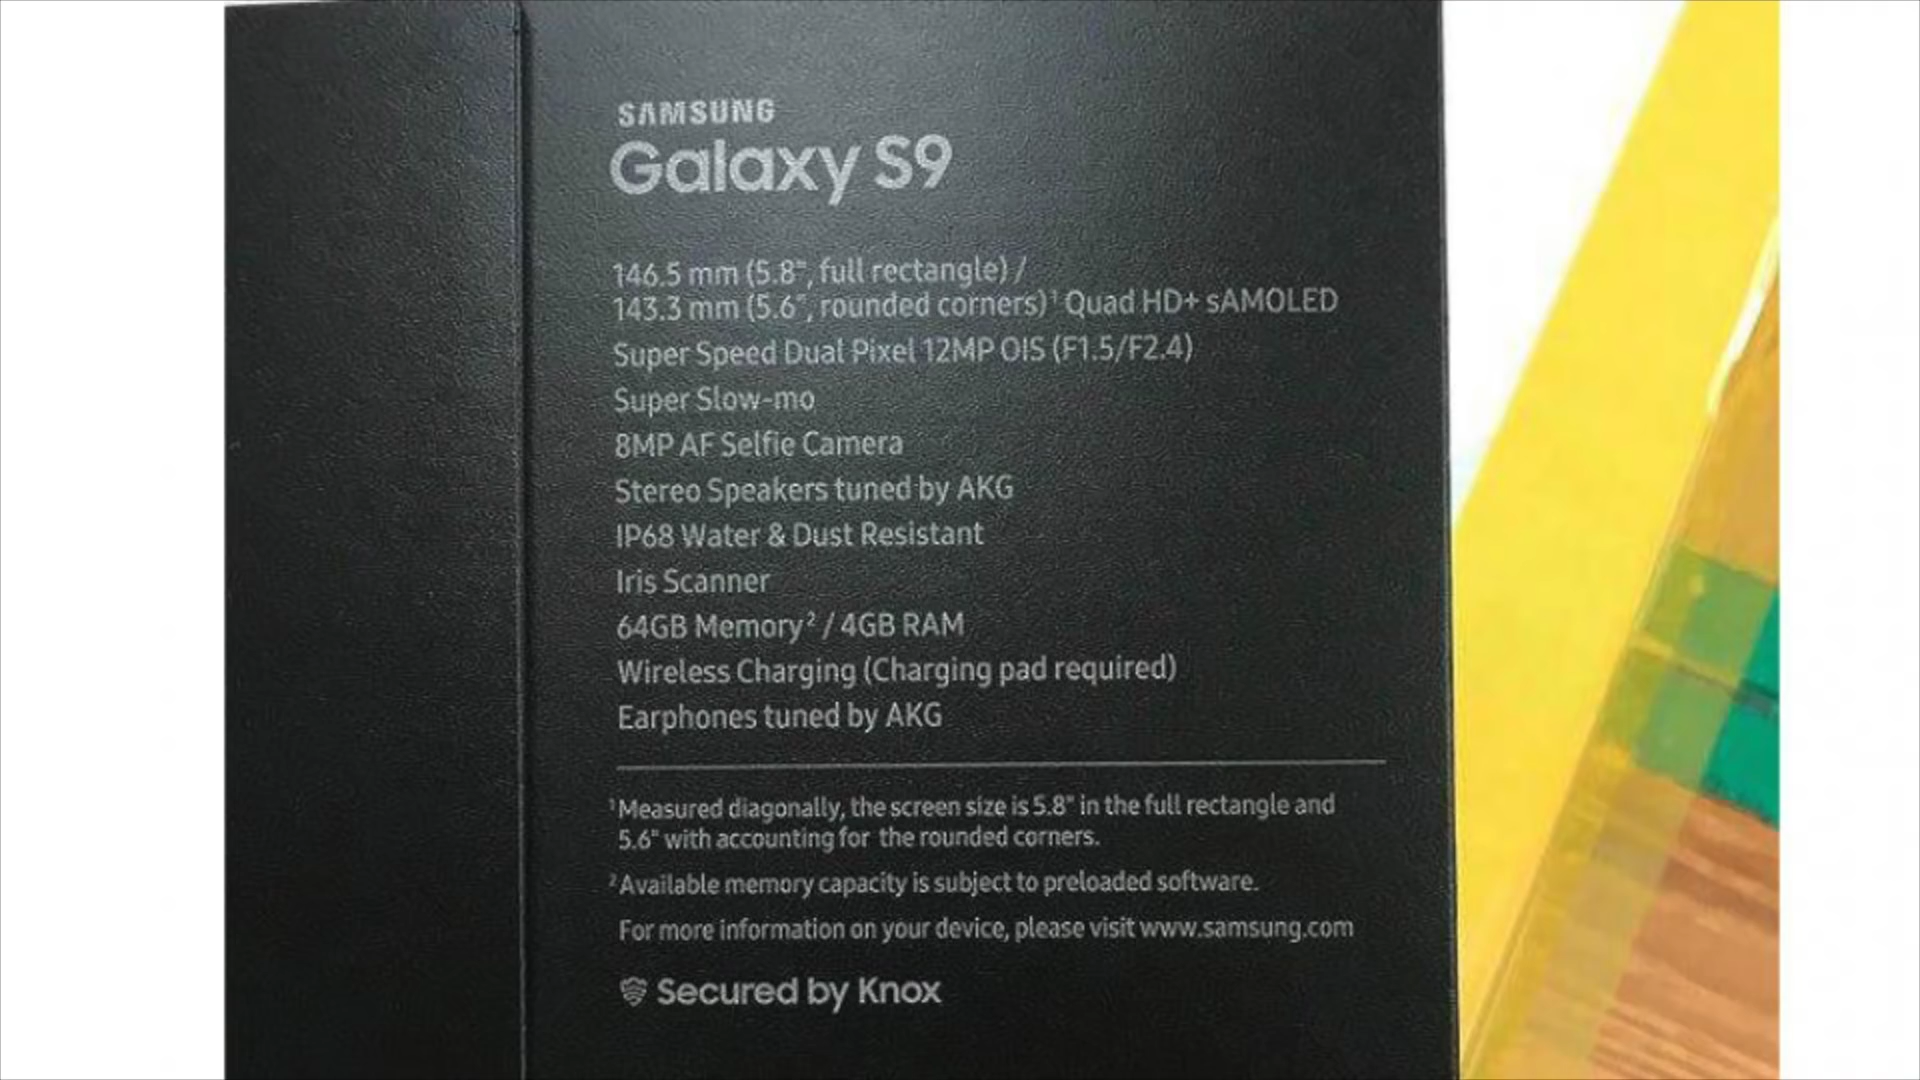 SAMSUNG
Galaxy S9
146.5 mm (5.8", full rectangle) /
143.3 mm (5.6", rounded corners)¹ Quad HD+ sAMOLED
Super Speed Dual Pixel 12MP OIS (F1.5/F2.4)
Super Slow-mo
8MP AF Selfie Camera
Stereo Speakers tuned by AKG
IP68 Water & Dust Resistant
Iris Scanner
64GB Memory² / 4GB RAM
Wireless Charging (Charging pad required)
Earphones tuned by AKG
¹Measured diagonally, the screen size is 5.8" in the full rectangle and
5.6" with accounting for the rounded corners.
²Available memory capacity is subject to preloaded software.
For more information on your device, please visit www.samsung.com
Secured by Knox